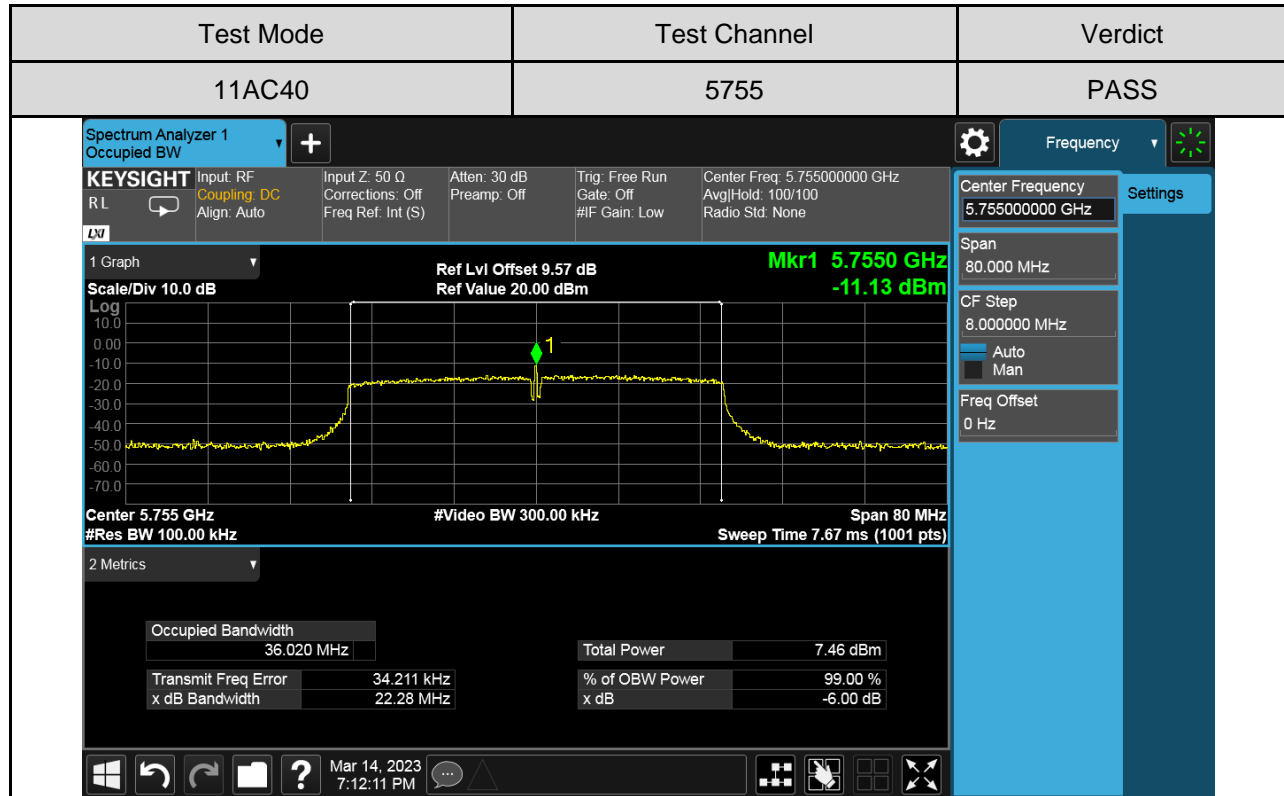 Test Mode Test Channel Verdict
11AC40 5755 PASS
Spectrum Analyzer 1
Occupied BW
+
Frequency
KEYSIGHT
R L
LXI
Input: RF
Coupling: DC
Align: Auto
Input Z: 50 Ω
Corrections: Off
Freq Ref: Int (S)
Atten: 30 dB
Preamp: Off
Trig: Free Run
Gate: Off
#IF Gain: Low
Center Freq: 5.755000000 GHz
Avg|Hold: 100/100
Radio Std: None
Center Frequency
5.755000000 GHz
Settings
Span
80.000 MHz
CF Step
8.000000 MHz
Auto
Man
Freq Offset
0 Hz
1 Graph
Scale/Div 10.0 dB
Ref Lvl Offset 9.57 dB
Ref Value 20.00 dBm
Mkr1 5.7550 GHz
-11.13 dBm
Log
10.0
0.00
-10.0
-20.0
-30.0
-40.0
-50.0
-60.0
-70.0
1
Center 5.755 GHz
#Res BW 100.00 kHz
#Video BW 300.00 kHz
Span 80 MHz
Sweep Time 7.67 ms (1001 pts)
2 Metrics
Occupied Bandwidth
36.020 MHz
Total Power 7.46 dBm
Transmit Freq Error 34.211 kHz
% of OBW Power 99.00 %
x dB Bandwidth 22.28 MHz
x dB -6.00 dB
?
Mar 14, 2023
7:12:11 PM